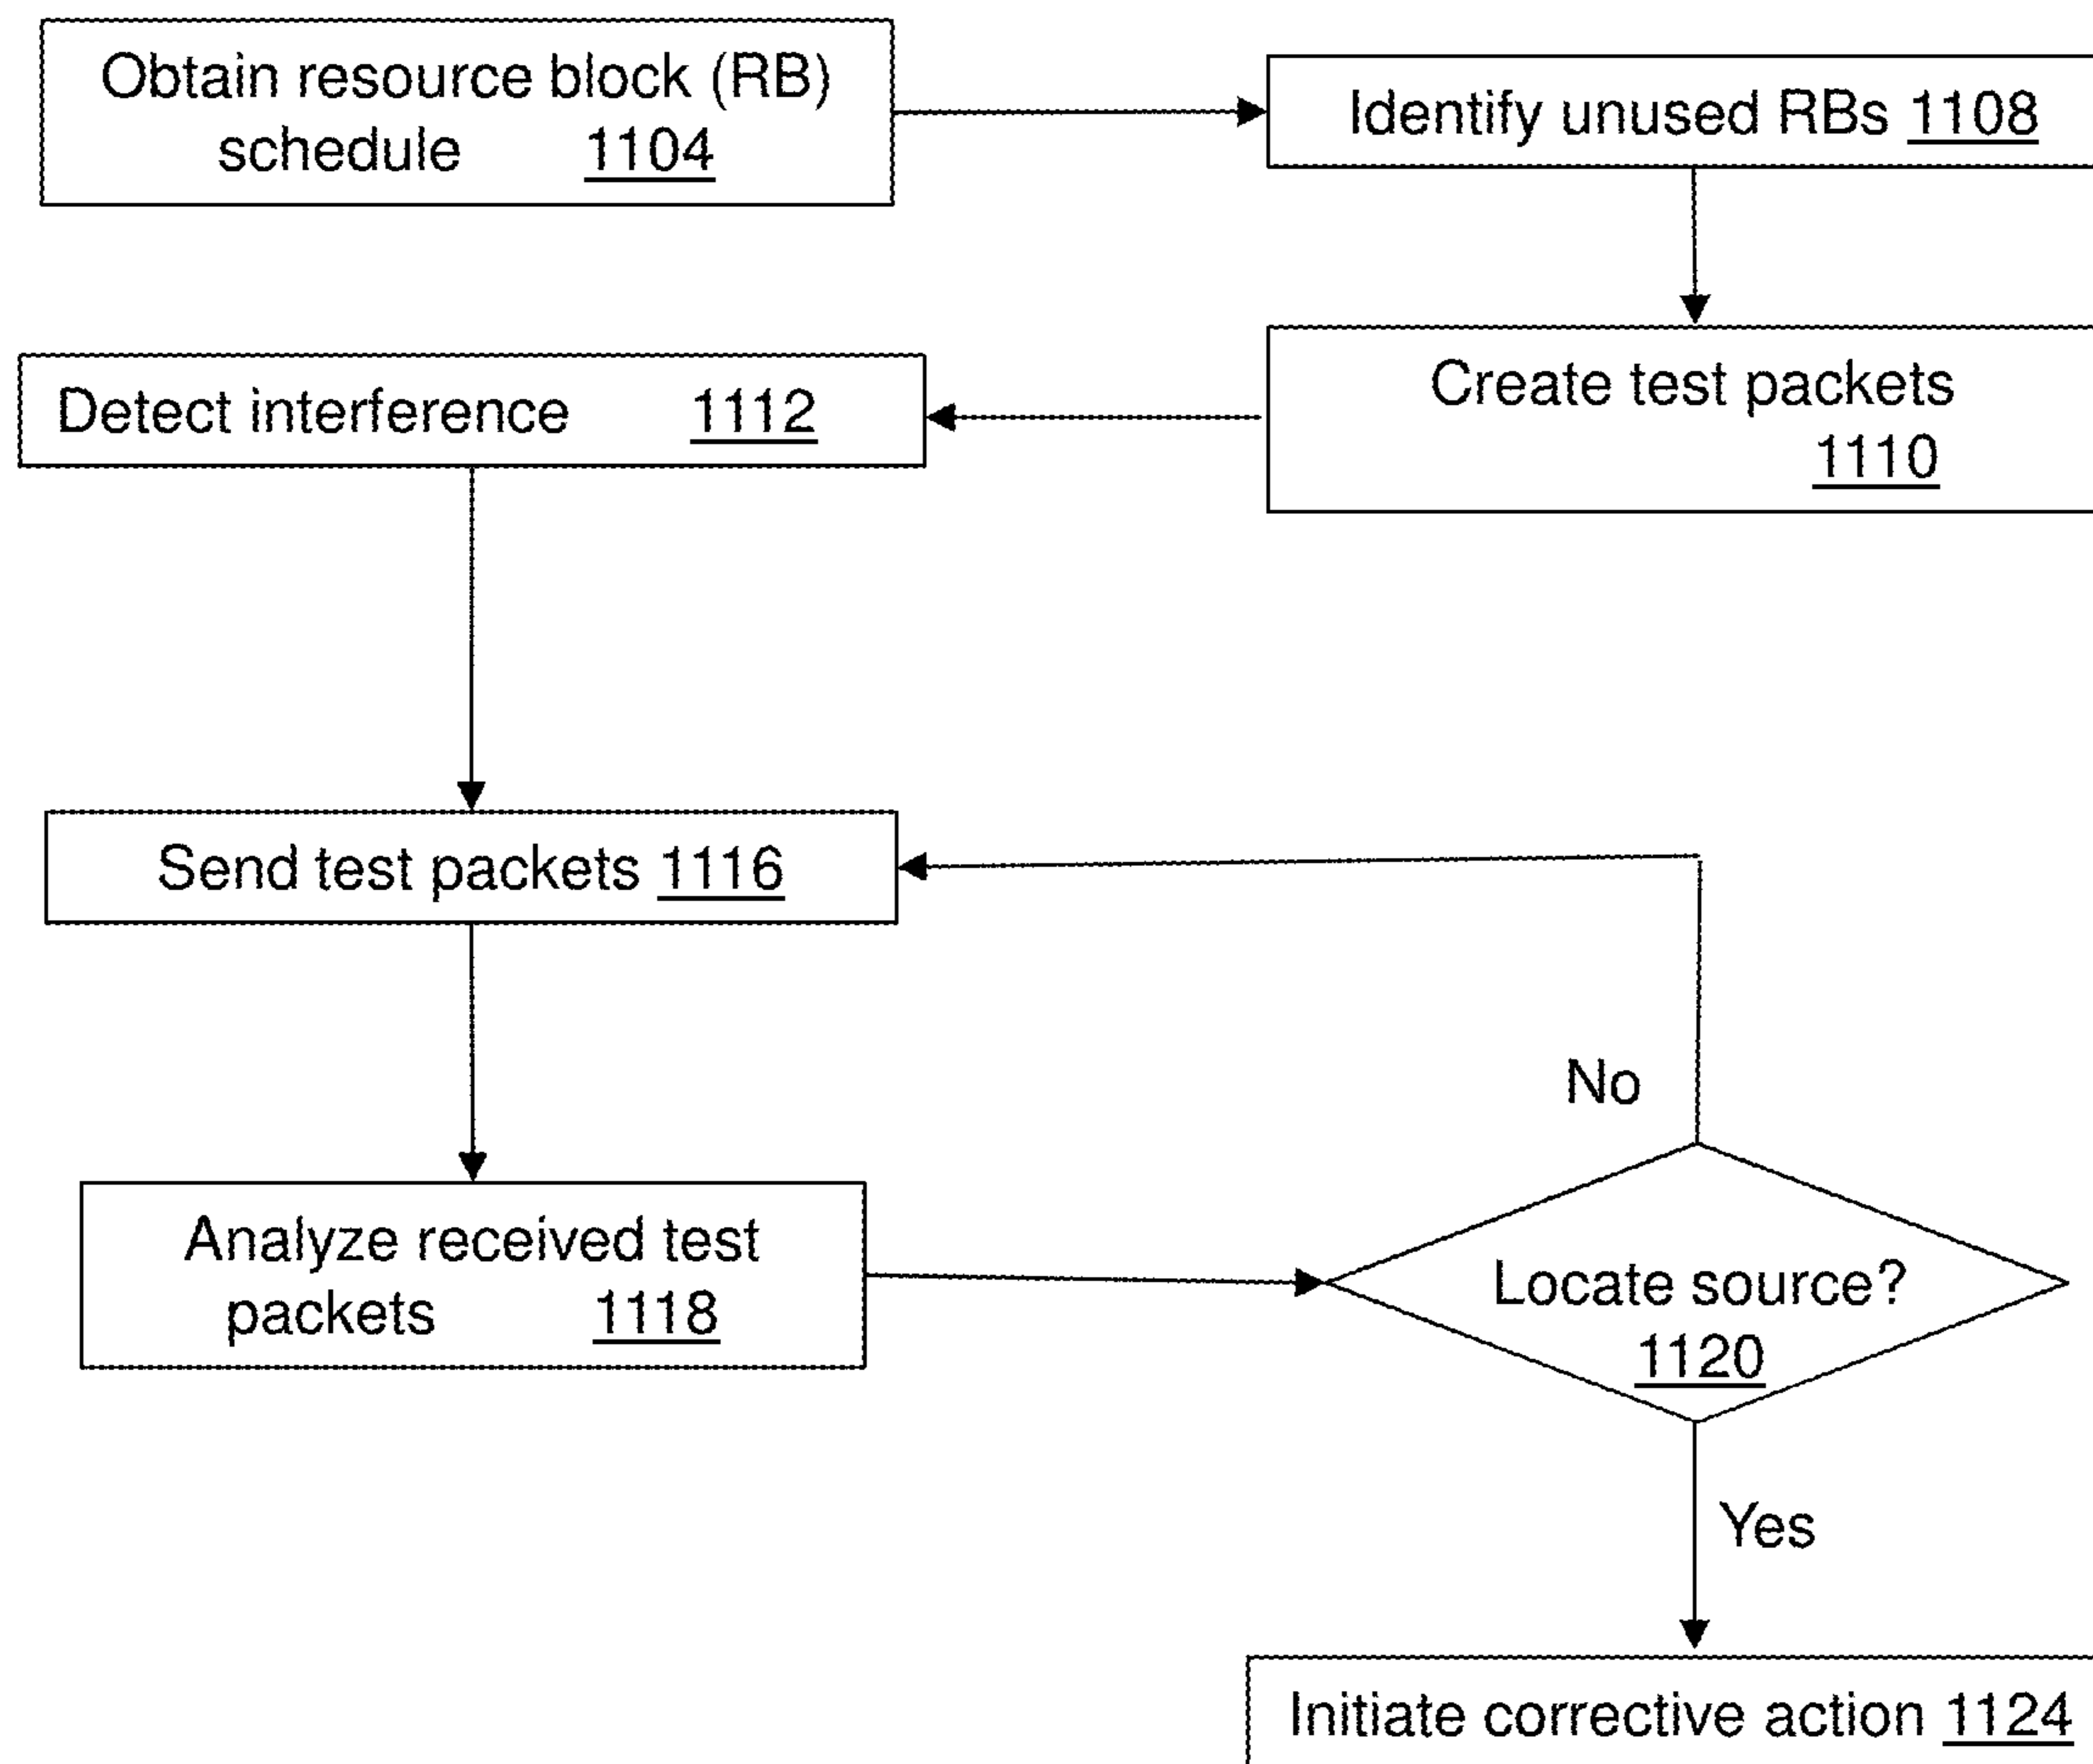 Obtain resource block (RB)
schedule 1104
Identify unused RBs 1108
Create test packets
1110
Detect interference 1112
Send test packets 1116
Analyze received test
packets 1118
No
Locate source?
1120
Yes
Initiate corrective action 1124